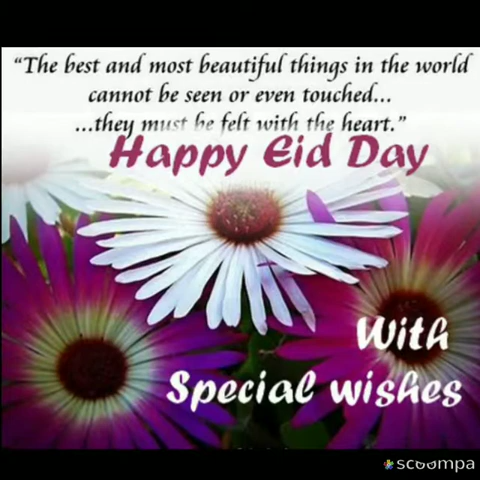 “The best and most beautiful things in the world
cannot be seen or even touched...
...they must be felt with the heart.”
Happy Eid Day
With
Special wishes
scoompa